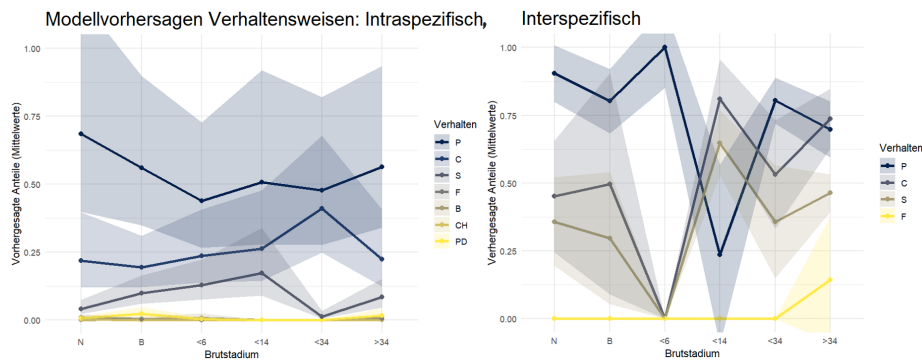 Modellvorhersagen Verhaltensweisen: Intraspezifisch,
Vorhergesagte Anteile (Mittelwerte)
1.00
0.75
0.50
0.25
0.00
N
B
<6
<14
<34
>34
Brutstadium
Verhalten
P
C
S
F
B
CH
PD
Interspezifisch
Verhergesagte Anteile (Mittelwerte)
1.00
0.75
0.50
0.25
0.00
N
B
<6
<14
<34
>34
Brutstadium
Verhalten
P
C
S
F